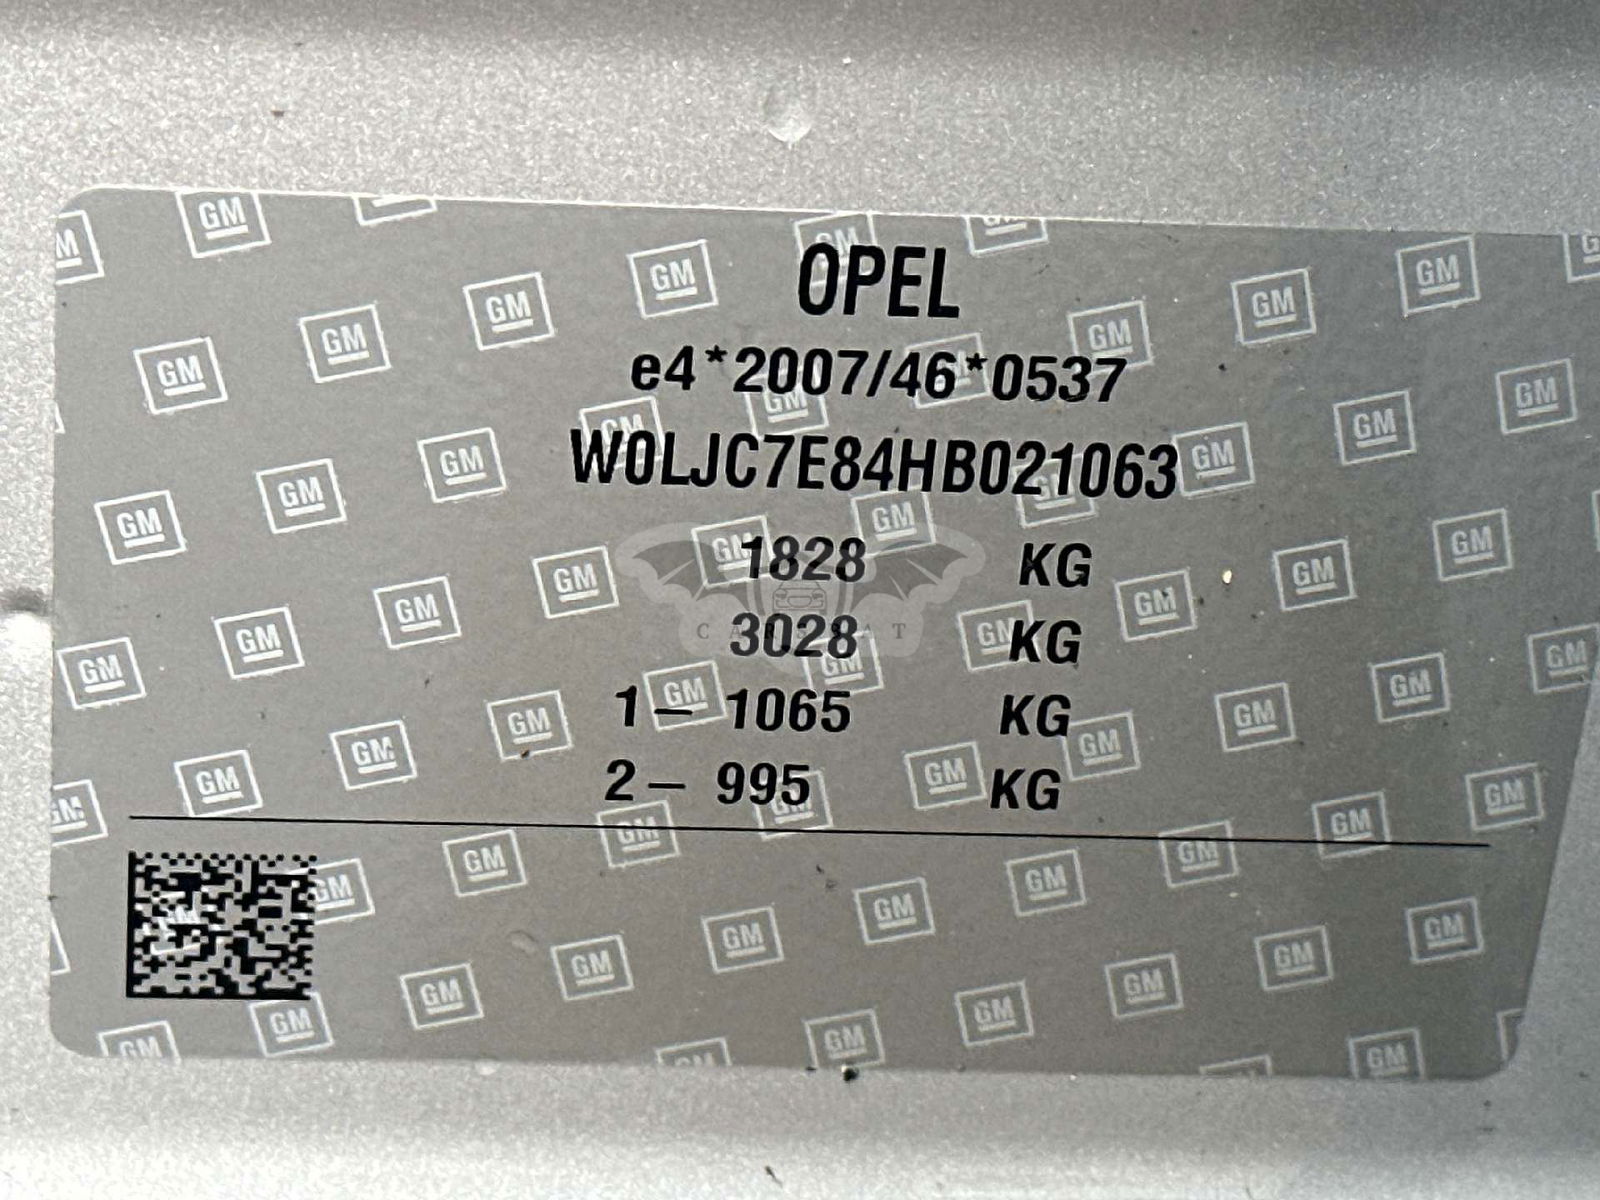 OPEL
e4*2007/46*0537
W0LJC7E84HB021063
1828 KG
3028 KG
1– 1065 KG
2– 995 KG